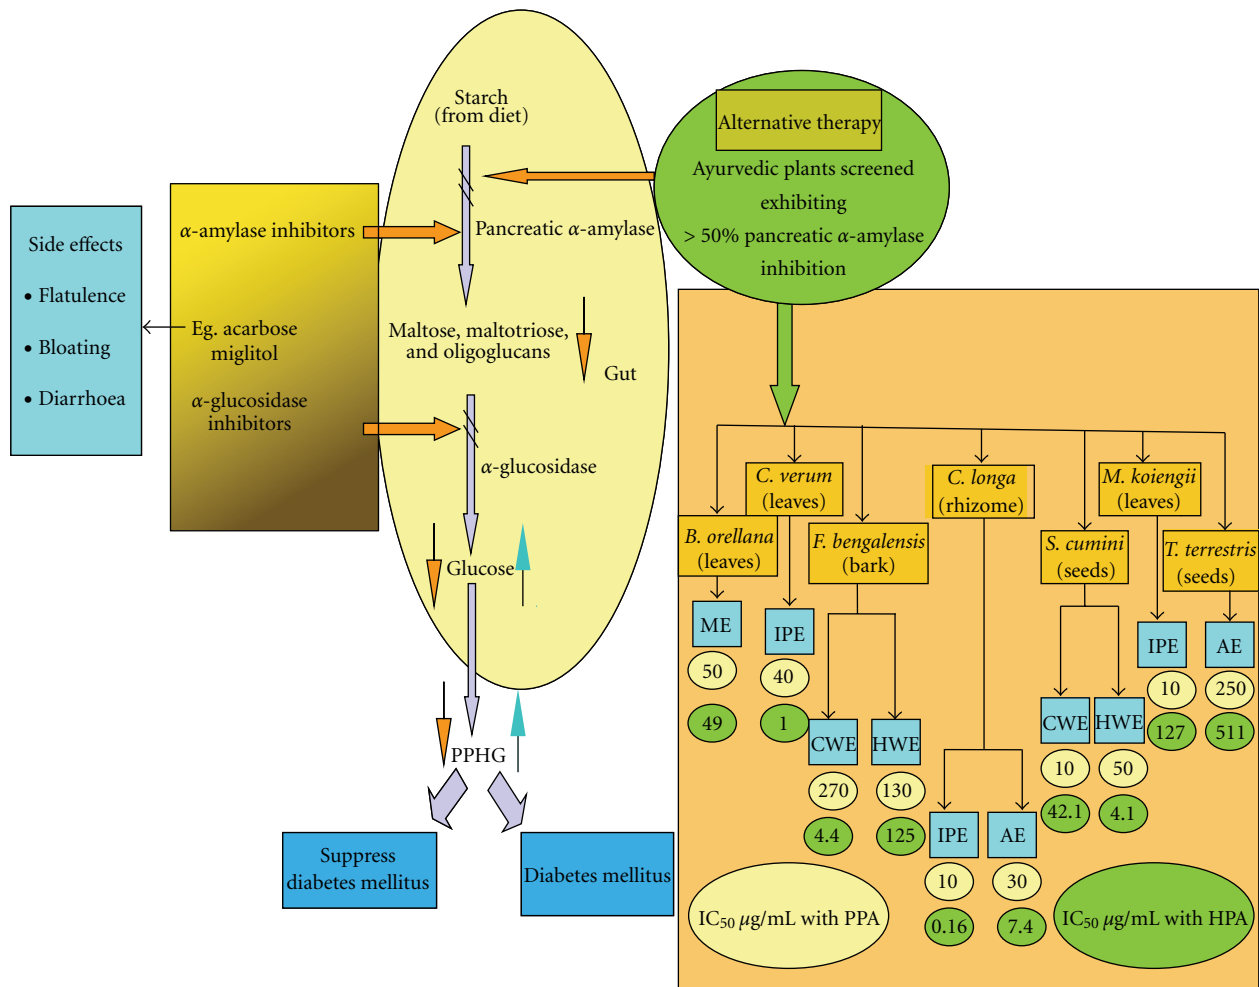 Starch
(from diet)
Pancreatic α-amylase
Maltose, maltotriose,
and oligoglucans
Gut
α-glucosidase
Glucose
PPHG
Suppress
diabetes mellitus
Diabetes mellitus
α-amylase inhibitors
Eg. acarbose
miglitol
α-glucosidase
inhibitors
Side effects
• Flatulence
• Bloating
• Diarrhoea
Alternative therapy
Ayurvedic plants screened
exhibiting
> 50% pancreatic α-amylase
inhibition
B. orellana
(leaves)
ME
50
49
C. verum
(leaves)
IPE
40
1
F. bengalensis
(bark)
CWE
270
4.4
HWE
130
125
C. longa
(rhizome)
IPE
10
0.16
AE
30
7.4
S. cumini
(seeds)
CWE
10
42.1
HWE
50
4.1
M. koiengii
(leaves)
IPE
10
127
T. terrestris
(seeds)
AE
250
511
IC₅₀ μg/mL with PPA
IC₅₀ μg/mL with HPA